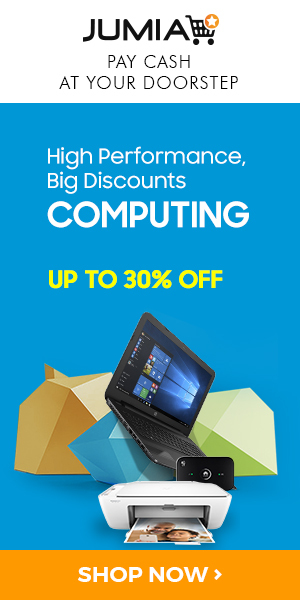 JUMIA
PAY CASH
AT YOUR DOORSTEP
High Performance,
Big Discounts
COMPUTING
UP TO 30% OFF
SHOP NOW >